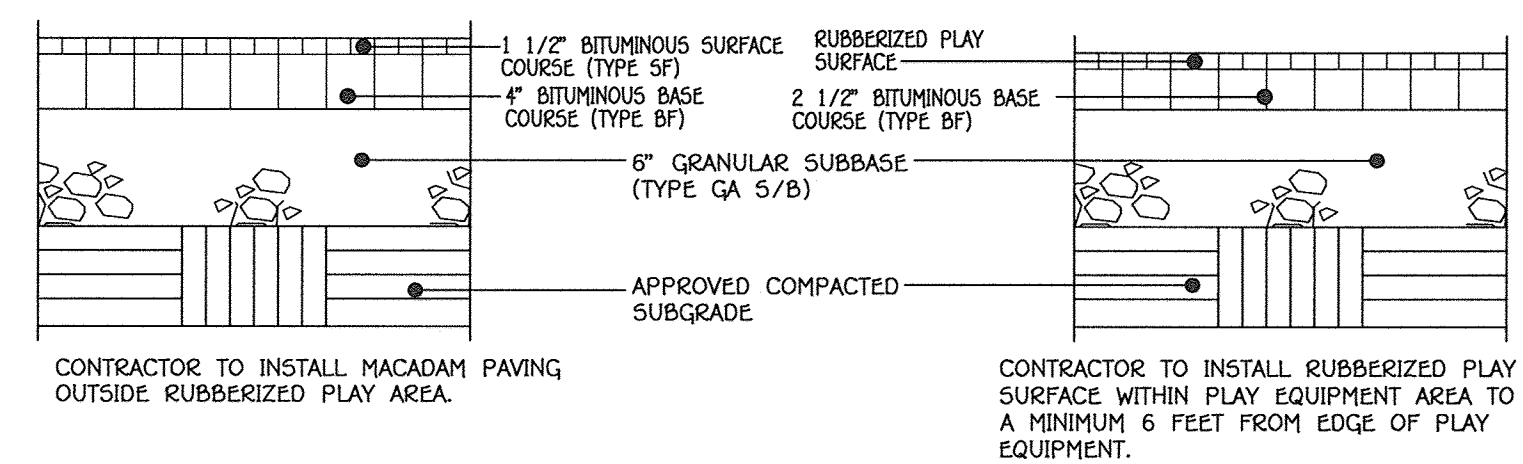 1 1/2" BITUMINOUS SURFACE
COURSE (TYPE SF)
4" BITUMINOUS BASE
COURSE (TYPE BF)
RUBBERIZED PLAY
SURFACE
2 1/2" BITUMINOUS BASE
COURSE (TYPE BF)
6" GRANULAR SUBBASE
(TYPE GA S/B)
APPROVED COMPACTED
SUBGRADE
CONTRACTOR TO INSTALL MACADAM PAVING
OUTSIDE RUBBERIZED PLAY AREA.
CONTRACTOR TO INSTALL RUBBERIZED PLAY
SURFACE WITHIN PLAY EQUIPMENT AREA TO
A MINIMUM 6 FEET FROM EDGE OF PLAY
EQUIPMENT.